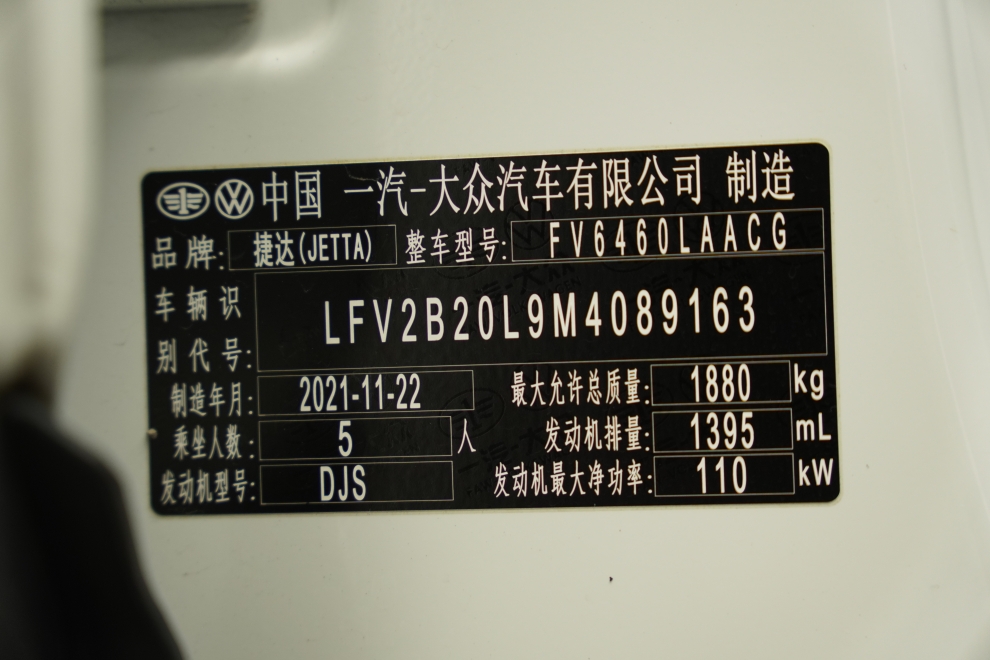 中国 一汽-大众汽车有限公司 制造
品牌: 捷达(JETTA) 整车型号: FV6460LAACG
车辆识别代号: LFV2B20L9M4089163
制造年月: 2021-11-22 最大允许总质量: 1880 kg
乘坐人数: 5 人 发动机排量: 1395 mL
发动机型号: DJS 发动机最大净功率: 110 kW